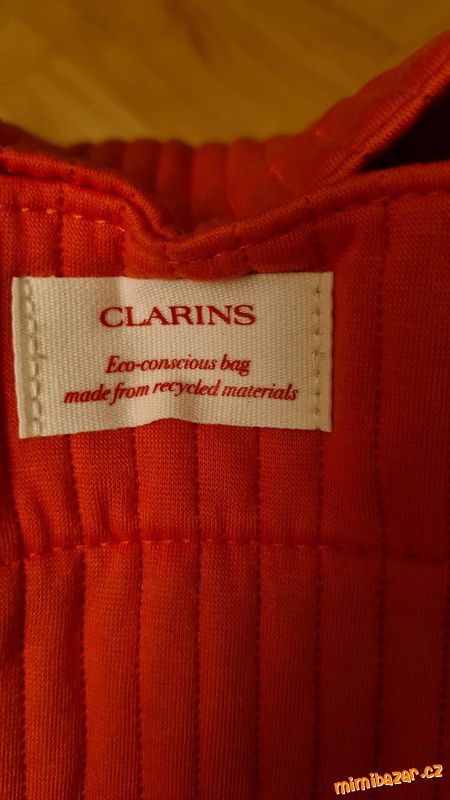 CLARINS
Eco-conscious bag
made from recycled materials
mimibazar.cz